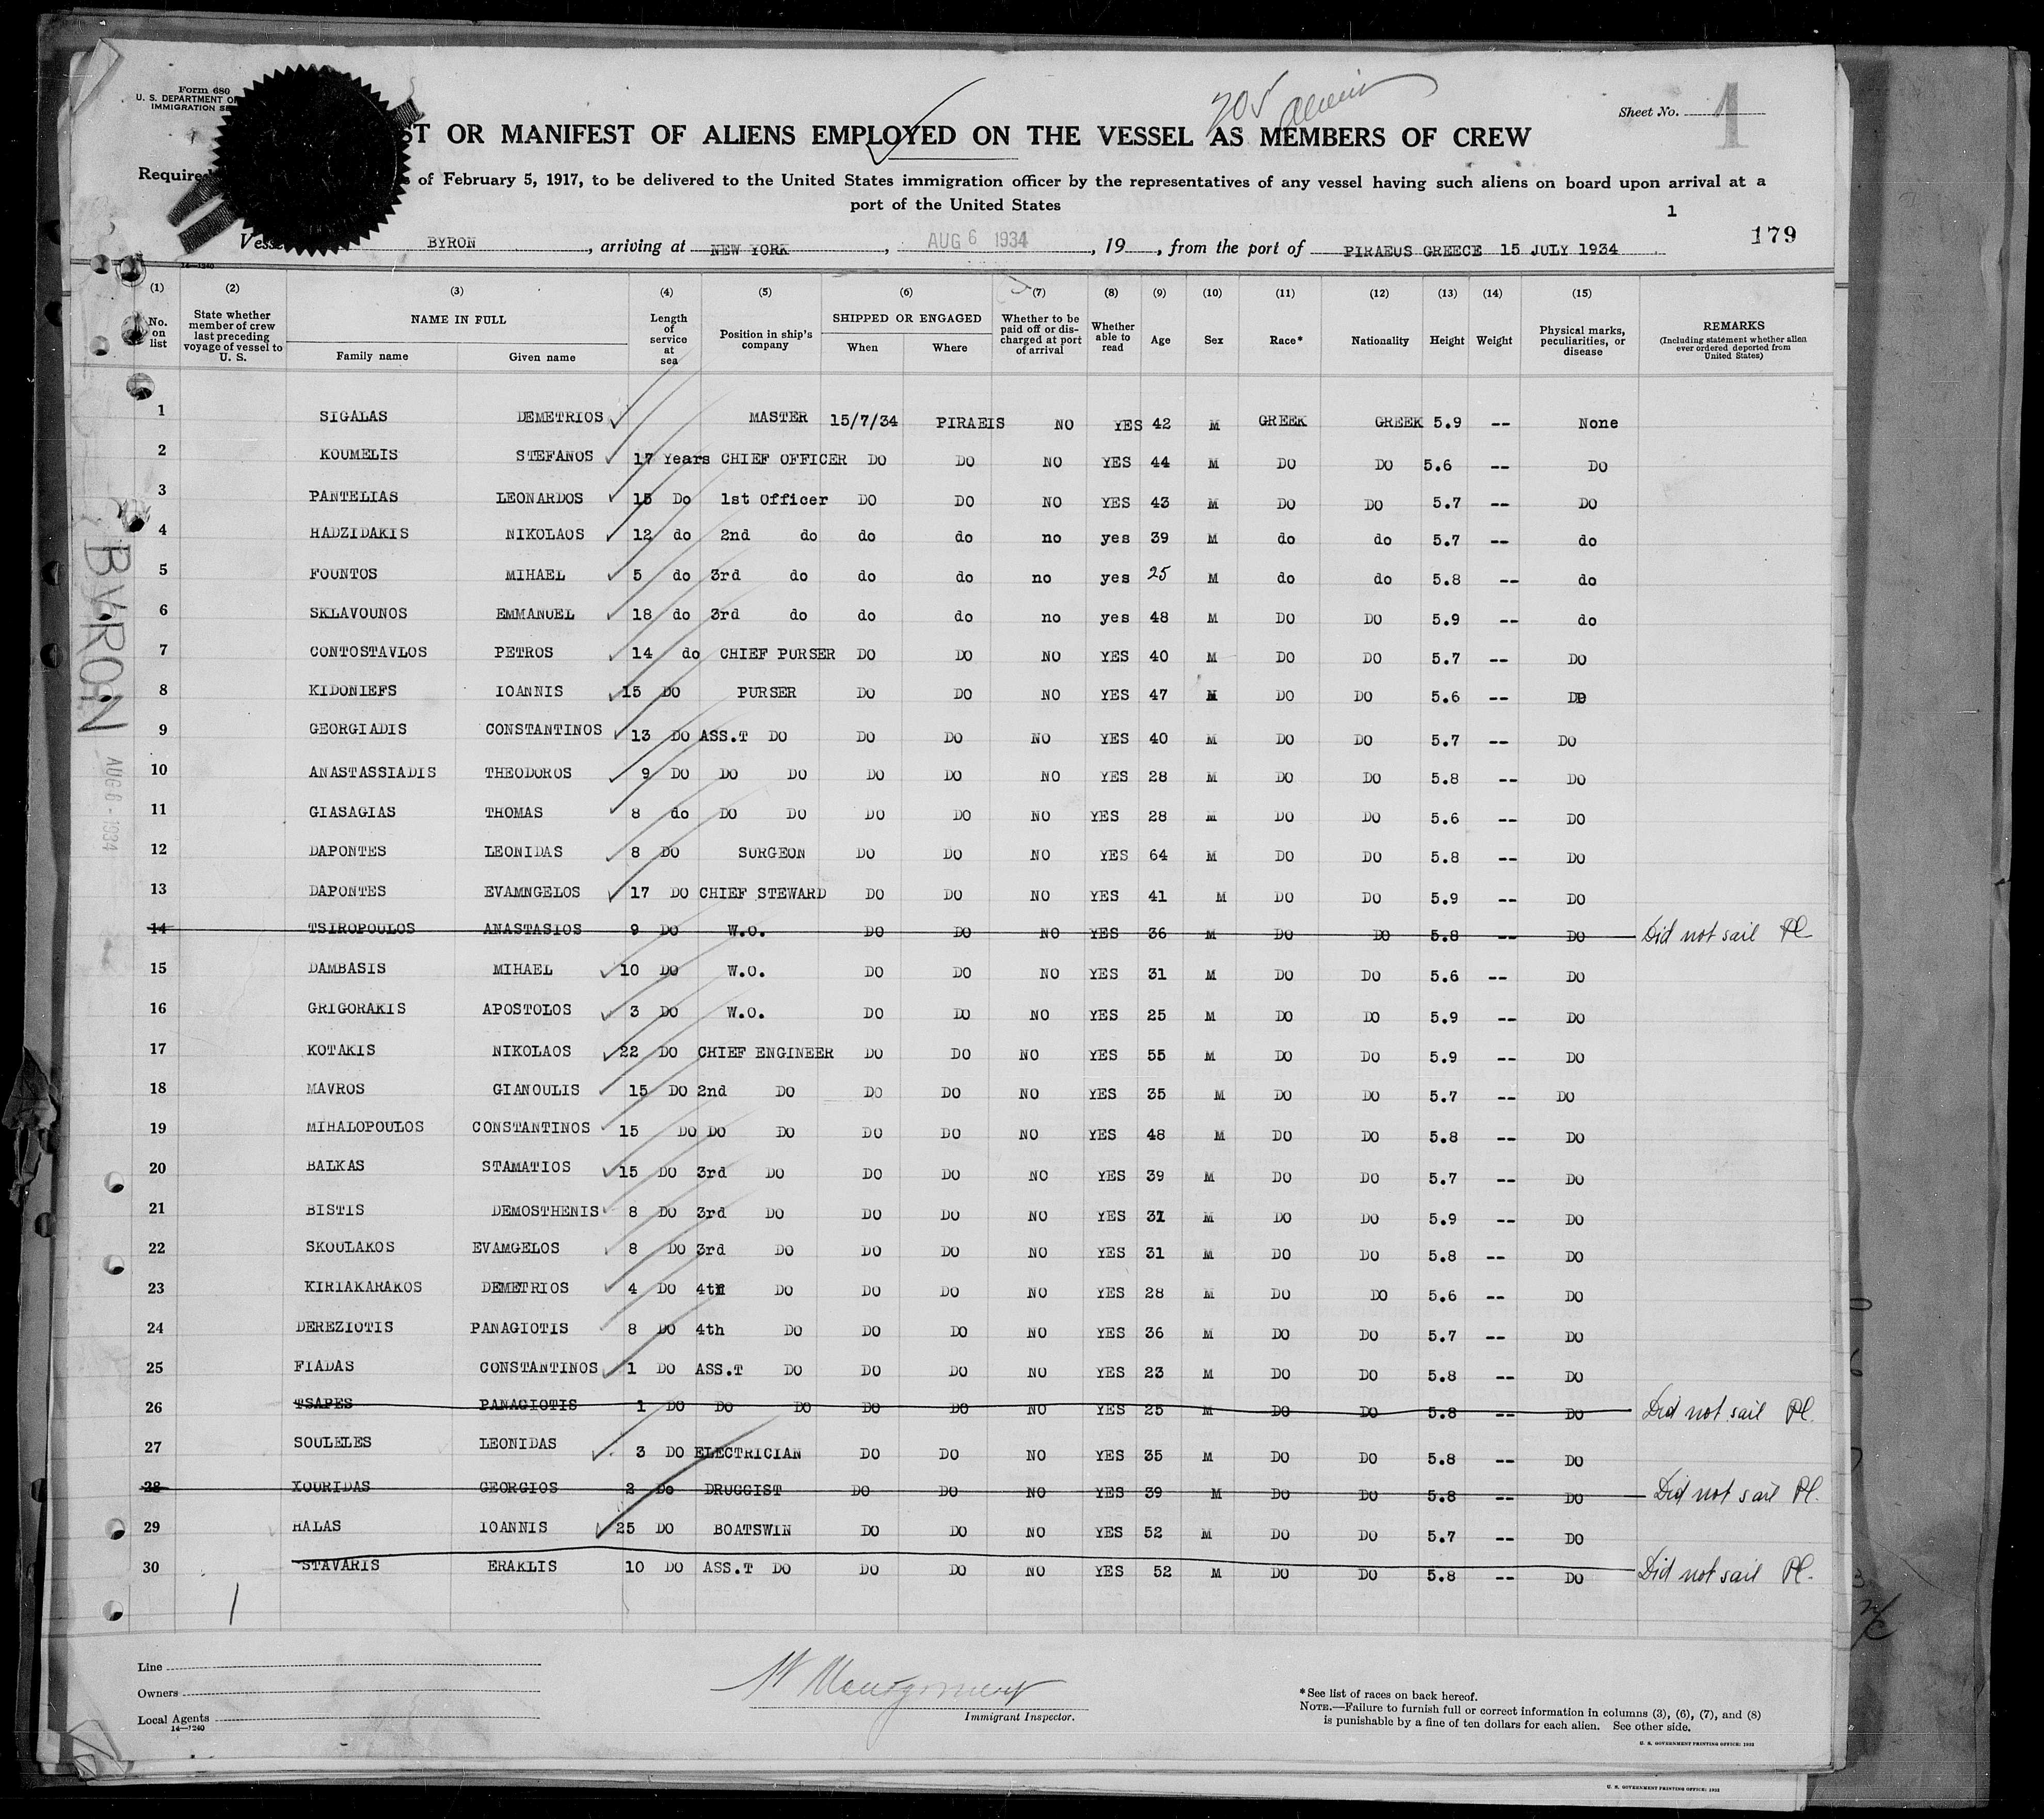 Form 680
U. S. DEPARTMENT OF
IMMIGRATION SE
205 aliens
Sheet No. 1
ST OR MANIFEST OF ALIENS EMPLOYED ON THE VESSEL AS MEMBERS OF CREW
Required of February 5, 1917, to be delivered to the United States immigration officer by the representatives of any vessel having such aliens on board upon arrival at a
port of the United States
1
179
Vesse BYRON, arriving at NEW YORK, AUG 6 1934, 19, from the port of PIRAEUS GREECE 15 JULY 1934
14—1240
(1) (2) (3) (4) (5) (6) (7) (8) (9) (10) (11) (12) (13) (14) (15)
No. on list State whether member of crew last preceding voyage of vessel to U. S. NAME IN FULL Family name Given name Length of service at sea Position in ship's company SHIPPED OR ENGAGED When Where Whether to be paid off or discharged at port of arrival Whether able to read Age Sex Race* Nationality Height Weight Physical marks, peculiarities, or disease REMARKS (Including statement whether alien ever ordered deported from United States)
1 SIGALAS DEMETRIOS MASTER 15/7/34 PIRAEIS NO YES 42 M GREEK GREEK 5.9 -- None
2 KOUMELIS STEFANOS 17 Years CHIEF OFFICER DO DO NO YES 44 M DO DO 5.6 -- DO
3 PANTELIAS LEONARDOS 15 Do 1st Officer DO DO NO YES 43 M DO DO 5.7 -- DO
4 HADZIDAKIS NIKOLAOS 12 do 2nd do do do no yes 39 M do do 5.7 -- do
5 FOUNTOS MIHAEL 5 do 3rd do do do no yes 25 M do do 5.8 -- do
6 SKLAVOUNOS EMMANUEL 18 do 3rd do do do no yes 48 M DO DO 5.9 -- do
7 CONTOSTAVLOS PETROS 14 do CHIEF PURSER DO DO NO YES 40 M DO DO 5.7 -- DO
8 KIDONIEFS IOANNIS 15 DO PURSER DO DO NO YES 47 M DO DO 5.6 -- DO
9 GEORGIADIS CONSTANTINOS 13 DO ASS.T DO DO DO NO YES 40 M DO DO 5.7 -- DO
10 ANASTASSIADIS THEODOROS 9 DO DO DO DO DO NO YES 28 M DO DO 5.8 -- DO
11 GIASAGIAS THOMAS 8 do DO DO DO DO NO YES 28 M DO DO 5.6 -- DO
12 DAPONTES LEONIDAS 8 DO SURGEON DO DO NO YES 64 M DO DO 5.8 -- DO
13 DAPONTES EVAMNGELOS 17 DO CHIEF STEWARD DO DO NO YES 41 M DO DO 5.9 -- DO
14 TSIROPOULOS ANASTASIOS 9 DO W.O. DO DO NO YES 36 M DO DO 5.8 -- DO Did not sail Pl
15 DAMBASIS MIHAEL 10 DO W.O. DO DO NO YES 31 M DO DO 5.6 -- DO
16 GRIGORAKIS APOSTOLOS 3 DO W.O. DO DO NO YES 25 M DO DO 5.9 -- DO
17 KOTAKIS NIKOLAOS 22 DO CHIEF ENGINEER DO DO NO YES 55 M DO DO 5.9 -- DO
18 MAVROS GIANOULIS 15 DO 2nd DO DO DO NO YES 35 M DO DO 5.7 -- DO
19 MIHALOPOULOS CONSTANTINOS 15 DO DO DO DO DO NO YES 48 M DO DO 5.8 -- DO
20 BALKAS STAMATIOS 15 DO 3rd DO DO DO NO YES 39 M DO DO 5.7 -- DO
21 BISTIS DEMOSTHENIS 8 DO 3rd DO DO DO NO YES 31 M DO DO 5.9 -- DO
22 SKOULAKOS EVAMGELOS 8 DO 3rd DO DO DO NO YES 31 M DO DO 5.8 -- DO
23 KIRIAKARAKOS DEMETRIOS 4 DO 4th DO DO DO NO YES 28 M DO DO 5.6 -- DO
24 DEREZIOTIS PANAGIOTIS 8 DO 4th DO DO DO NO YES 36 M DO DO 5.7 -- DO
25 FIADAS CONSTANTINOS 1 DO ASS.T DO DO DO NO YES 23 M DO DO 5.8 -- DO
26 TSAPES PANAGIOTIS 1 DO DO DO DO DO NO YES 25 M DO DO 5.8 -- DO Did not sail Pl.
27 SOULELES LEONIDAS 3 DO ELECTRICIAN DO DO NO YES 35 M DO DO 5.8 -- DO
28 XOURIDAS GEORGIOS 2 Do DRUGGIST DO DO NO YES 39 M DO DO 5.8 -- DO Did not sail Pl.
29 HALAS IOANNIS 25 DO BOATSWIN DO DO NO YES 52 M DO DO 5.7 -- DO
30 STAVARIS ERAKLIS 10 DO ASS.T DO DO DO NO YES 52 M DO DO 5.8 -- DO Did not sail Pl.
BYRON
AUG 6 - 1934
Line
Owners
Local Agents
14—1240
Montgomery
Immigrant Inspector.
*See list of races on back hereof.
NOTE.—Failure to furnish full or correct information in columns (3), (6), (7), and (8)
is punishable by a fine of ten dollars for each alien. See other side.
U. S. GOVERNMENT PRINTING OFFICE: 1932
U. S. GOVERNMENT PRINTING OFFICE: 1932